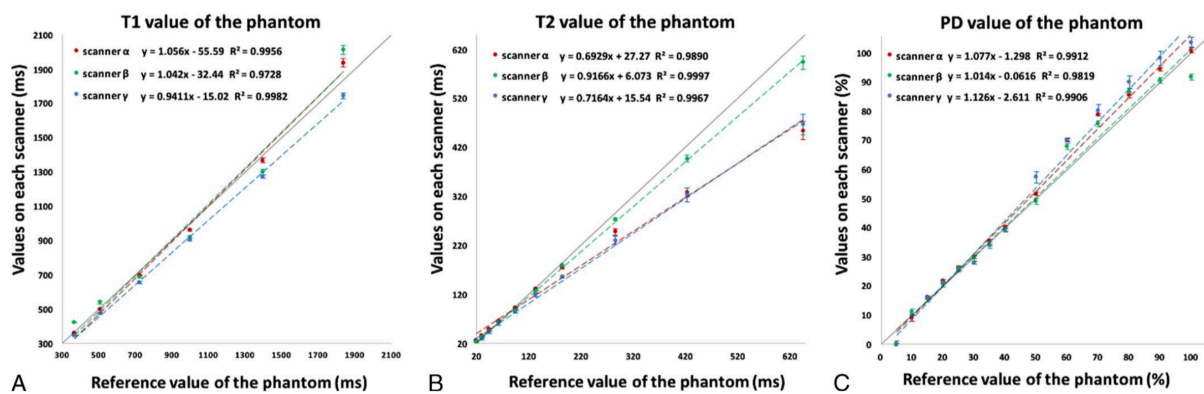 T1 value of the phantom
scanner α y = 1.056x - 55.59 R² = 0.9956
scanner β y = 1.042x - 32.44 R² = 0.9728
scanner γ y = 0.9411x - 15.02 R² = 0.9982
Values on each scanner (ms)
2100
1900
1700
1500
1300
1100
900
700
500
300
300 500 700 900 1100 1300 1500 1700 1900 2100
A Reference value of the phantom (ms)
T2 value of the phantom
scanner α y = 0.6929x + 27.27 R² = 0.9890
scanner β y = 0.9166x + 6.073 R² = 0.9997
scanner γ y = 0.7164x + 15.54 R² = 0.9967
Values on each scanner (ms)
620
520
420
320
220
120
20
20 120 220 320 420 520 620
B Reference value of the phantom (ms)
PD value of the phantom
scanner α y = 1.077x - 1.298 R² = 0.9912
scanner β y = 1.014x - 0.0616 R² = 0.9819
scanner γ y = 1.126x - 2.611 R² = 0.9906
Values on each scanner (%)
100
90
80
70
60
50
40
30
20
10
0
0 10 20 30 40 50 60 70 80 90 100
C Reference value of the phantom (%)